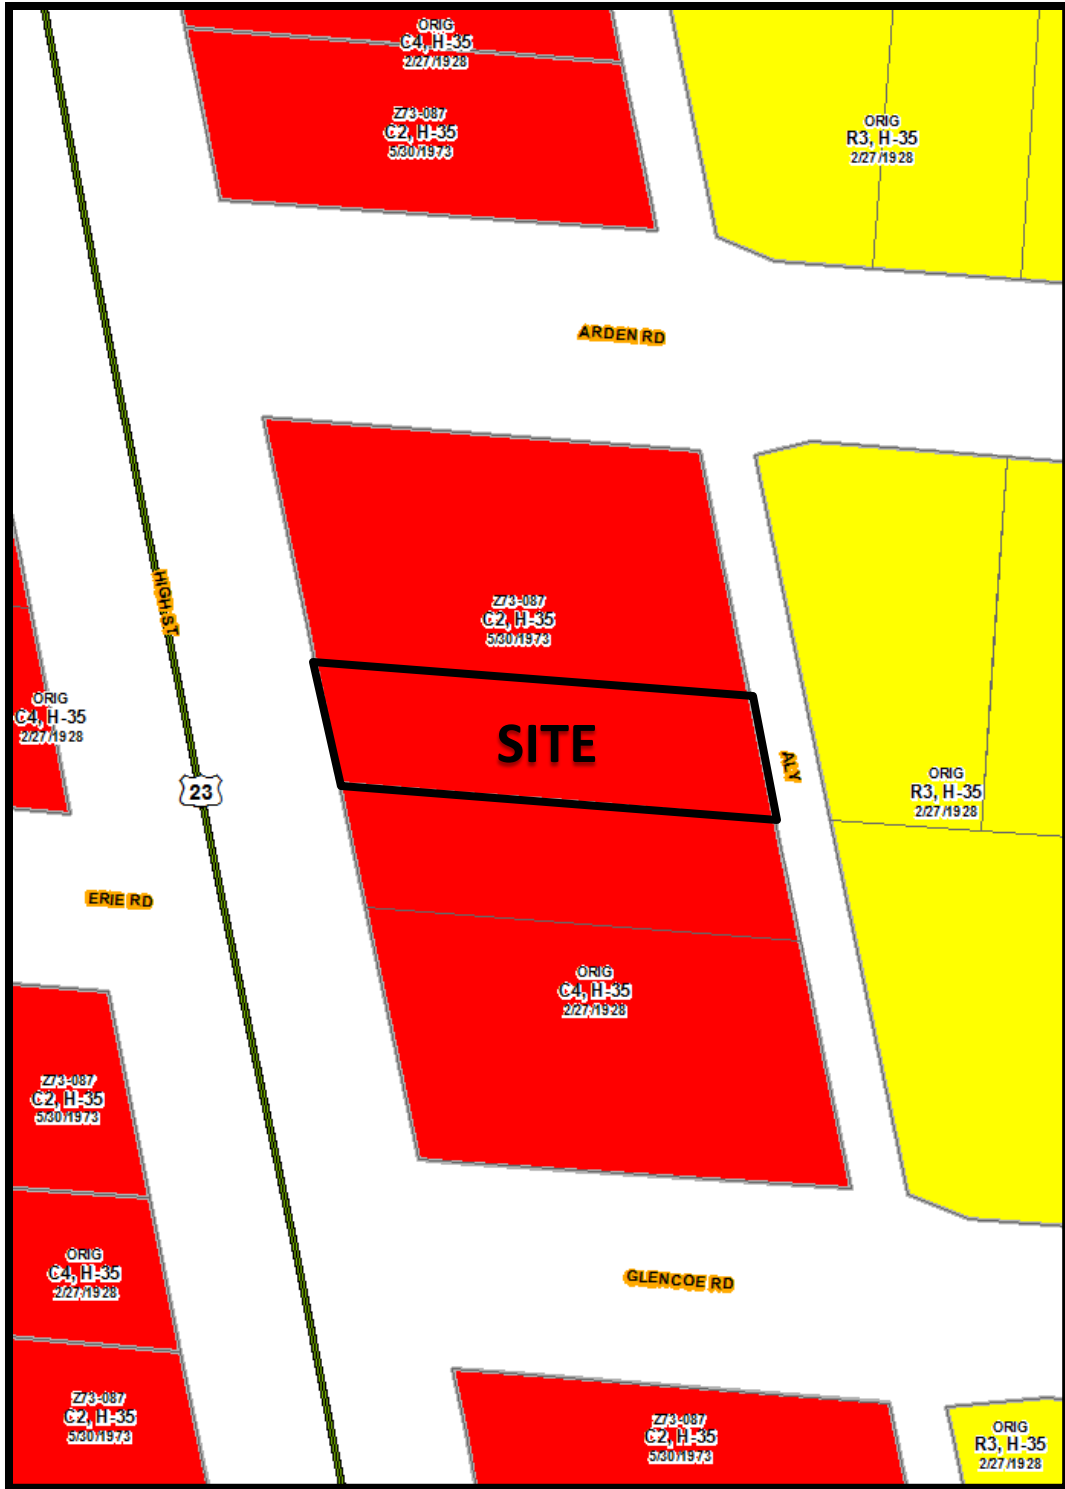 ORIG
C4, H-35
2/27/1928
Z73-087
C2, H-35
5/30/1973
ORIG
R3, H-35
2/27/1928
ARDEN RD
HIGH ST
Z73-087
C2, H-35
5/30/1973
ORIG
C4, H-35
2/27/1928
SITE
ALY
23
ORIG
R3, H-35
2/27/1928
ERIE RD
ORIG
C4, H-35
2/27/1928
Z73-087
C2, H-35
5/30/1973
ORIG
C4, H-35
2/27/1928
GLENCOE RD
Z73-087
C2, H-35
5/30/1973
Z73-087
C2, H-35
5/30/1973
ORIG
R3, H-35
2/27/1928